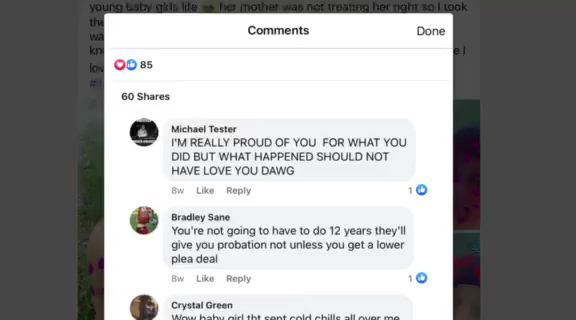 young baby girls life her mother was not treating her right so I took
Comments
Done
85
60 Shares
Michael Tester
I'M REALLY PROUD OF YOU FOR WHAT YOU
DID BUT WHAT HAPPENED SHOULD NOT
HAVE LOVE YOU DAWG
8w Like Reply 1
Bradley Sane
You're not going to have to do 12 years they'll
give you probation not unless you get a lower
plea deal
8w Like Reply 1
Crystal Green
Wow baby girl tht sent cold chills all over me